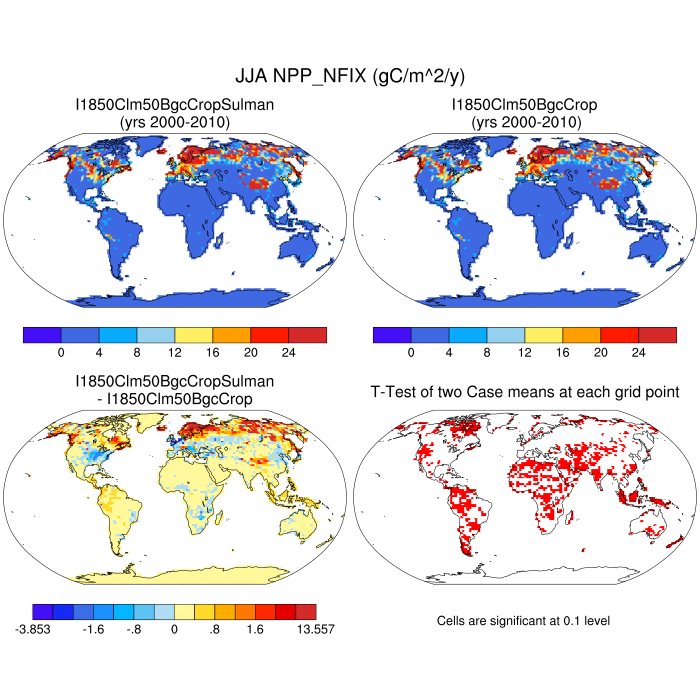 JJA NPP_NFIX (gC/m^2/y)
I1850Clm50BgcCropSulman
(yrs 2000-2010)
I1850Clm50BgcCrop
(yrs 2000-2010)
0 4 8 12 16 20 24
0 4 8 12 16 20 24
I1850Clm50BgcCropSulman
- I1850Clm50BgcCrop
T-Test of two Case means at each grid point
-3.853 -1.6 -.8 0 .8 1.6 13.557
Cells are significant at 0.1 level